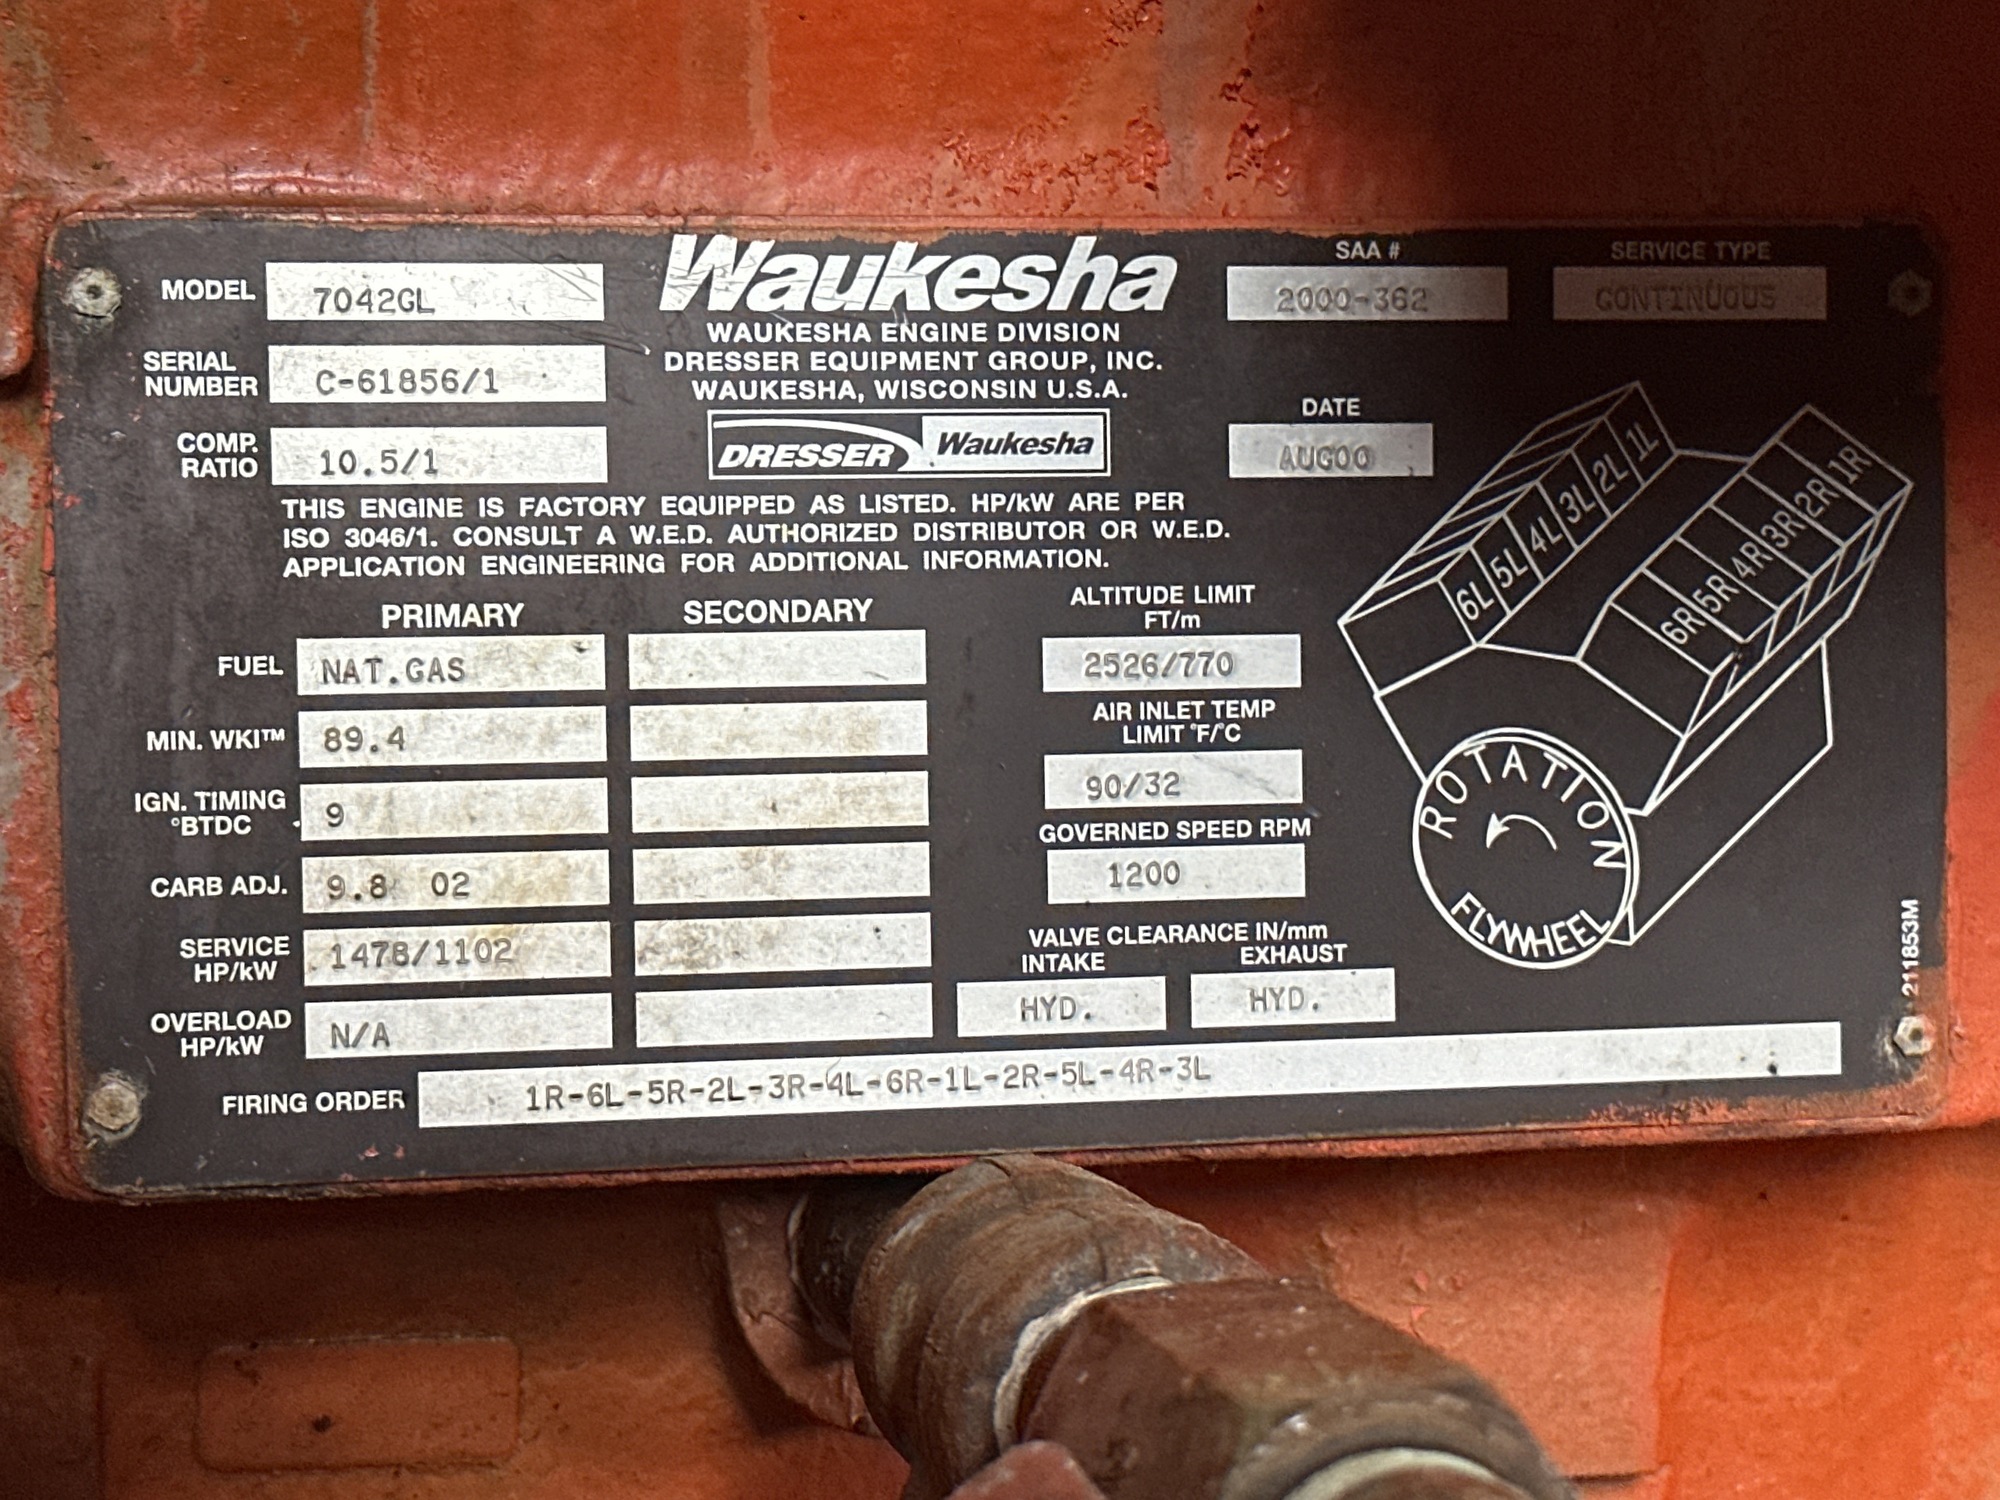 MODEL 7042GL
SERIAL NUMBER C-61856/1
COMP. RATIO 10.5/1
Waukesha
WAUKESHA ENGINE DIVISION
DRESSER EQUIPMENT GROUP, INC.
WAUKESHA, WISCONSIN U.S.A.
DRESSER Waukesha
SAA #
2000-362
SERVICE TYPE
CONTINUOUS
DATE
AUG00
THIS ENGINE IS FACTORY EQUIPPED AS LISTED. HP/kW ARE PER
ISO 3046/1. CONSULT A W.E.D. AUTHORIZED DISTRIBUTOR OR W.E.D.
APPLICATION ENGINEERING FOR ADDITIONAL INFORMATION.
PRIMARY SECONDARY
FUEL NAT.GAS
MIN. WKI™ 89.4
IGN. TIMING °BTDC 9
CARB ADJ. 9.8 02
SERVICE HP/kW 1478/1102
OVERLOAD HP/kW N/A
ALTITUDE LIMIT
FT/m
2526/770
AIR INLET TEMP
LIMIT °F/°C
90/32
GOVERNED SPEED RPM
1200
VALVE CLEARANCE IN/mm
INTAKE EXHAUST
HYD. HYD.
FIRING ORDER 1R-6L-5R-2L-3R-4L-6R-1L-2R-5L-4R-3L
6L 5L 4L 3L 2L 1L
6R 5R 4R 3R 2R 1R
ROTATION
FLYWHEEL
211853M